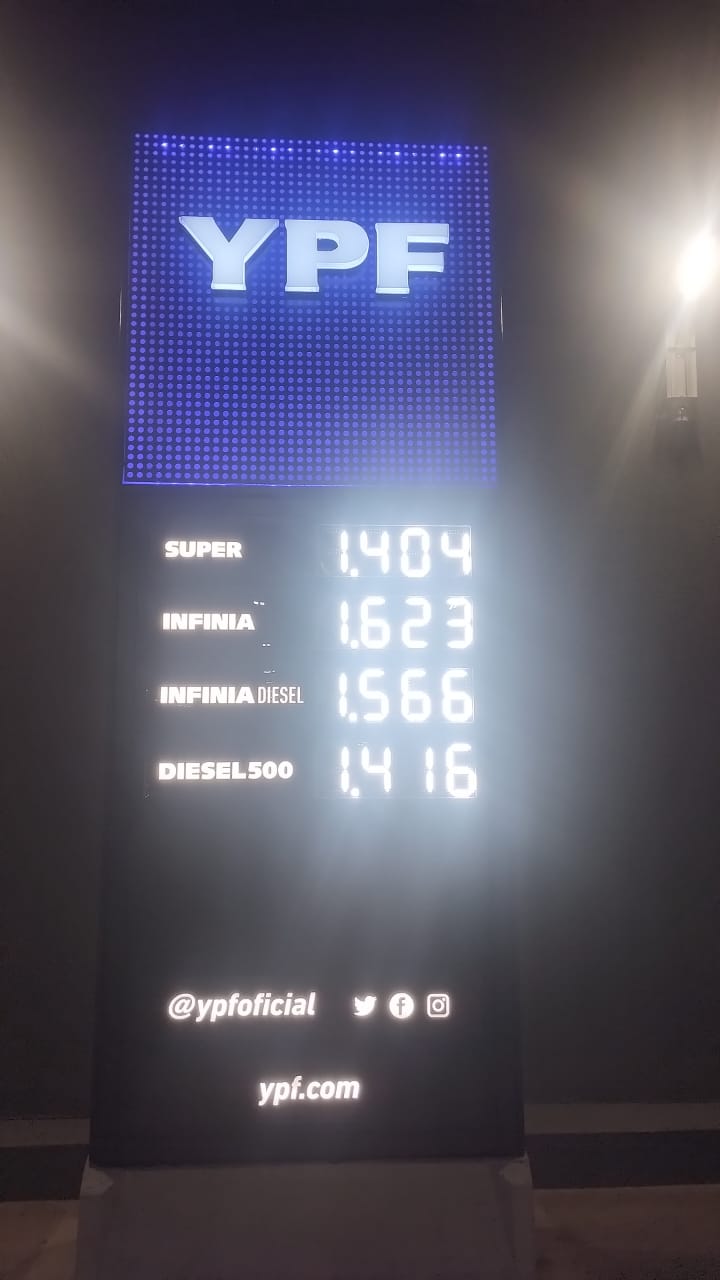 YPF
SUPER 1.404
INFINIA 1.623
INFINIA DIESEL 1.566
DIESEL500 1.416
@ypfoficial
ypf.com